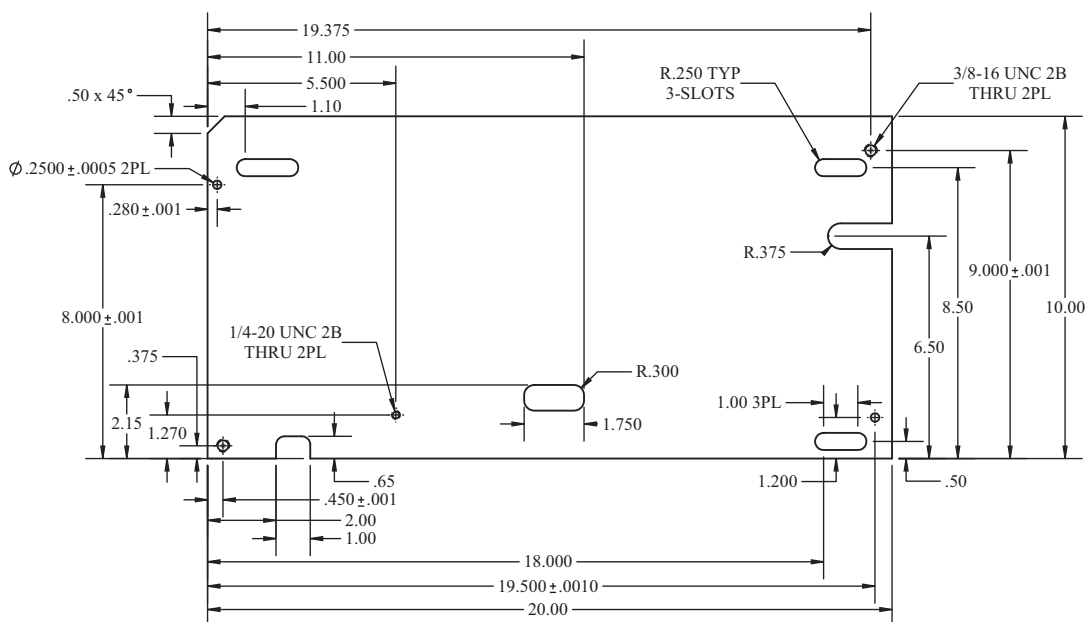 19.375
11.00
5.500
1.10
R.250 TYP
3-SLOTS
3/8-16 UNC 2B
THRU 2PL
.50 x 45°
Ø .2500±.0005 2PL
.280±.001
R.375
9.000±.001
10.00
8.50
6.50
8.000±.001
1/4-20 UNC 2B
THRU 2PL
.375
R.300
2.15
1.270
1.750
1.00 3PL
.65
1.200
.50
.450±.001
2.00
1.00
18.000
19.500±.0010
20.00